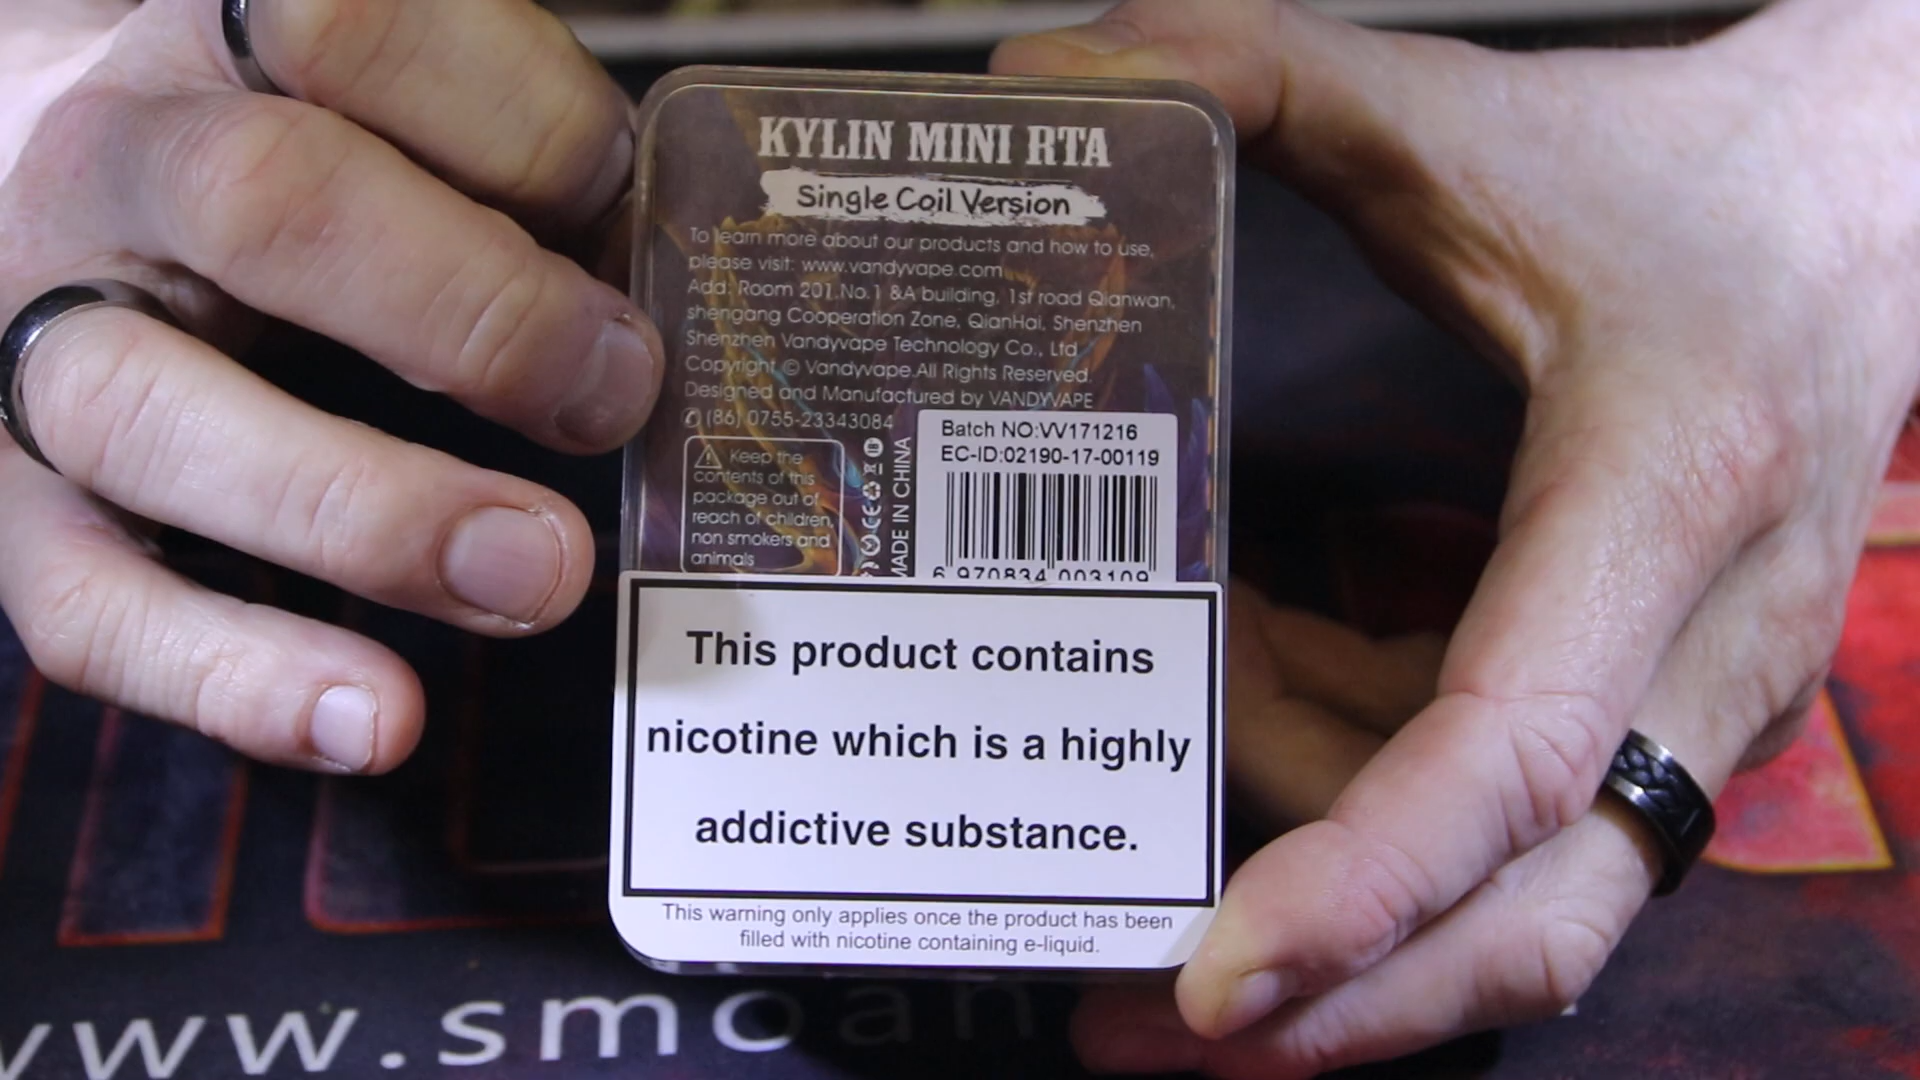 KYLIN MINI RTA
Single Coil Version
To learn more about our products and how to use,
please visit: www.vandyvape.com
Add: Room 201.No.1 &A building, 1st road Qianwan,
shengang Cooperation Zone, QianHai, Shenzhen
Shenzhen Vandyvape Technology Co., Ltd
Copyright © Vandyvape.All Rights Reserved.
Designed and Manufactured by VANDYVAPE
(86) 0755-23343084
Keep the
contents of this
package out of
reach of children,
non smokers and
animals
MADE IN CHINA
Batch NO:VV171216
EC-ID:02190-17-00119
6 970834 003109
This product contains
nicotine which is a highly
addictive substance.
This warning only applies once the product has been
filled with nicotine containing e-liquid.
www.smoan